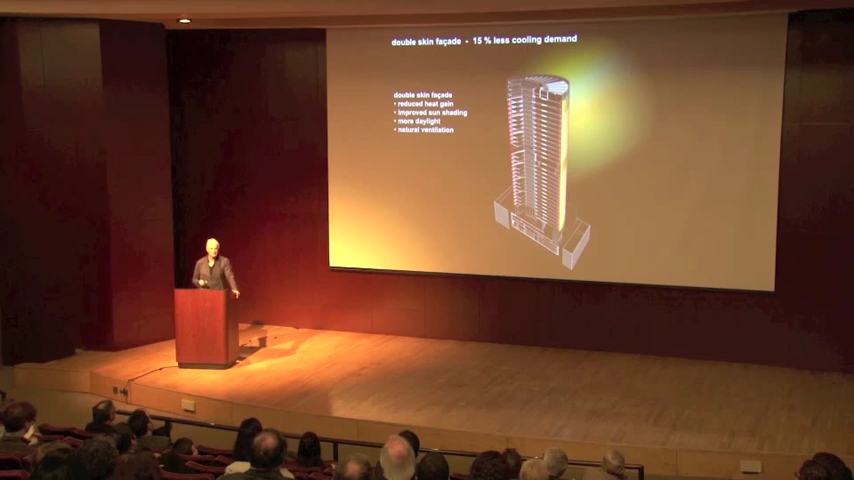 double skin façade - 15 % less cooling demand
double skin façade
• reduced heat gain
• improved sun shading
• more daylight
• natural ventilation